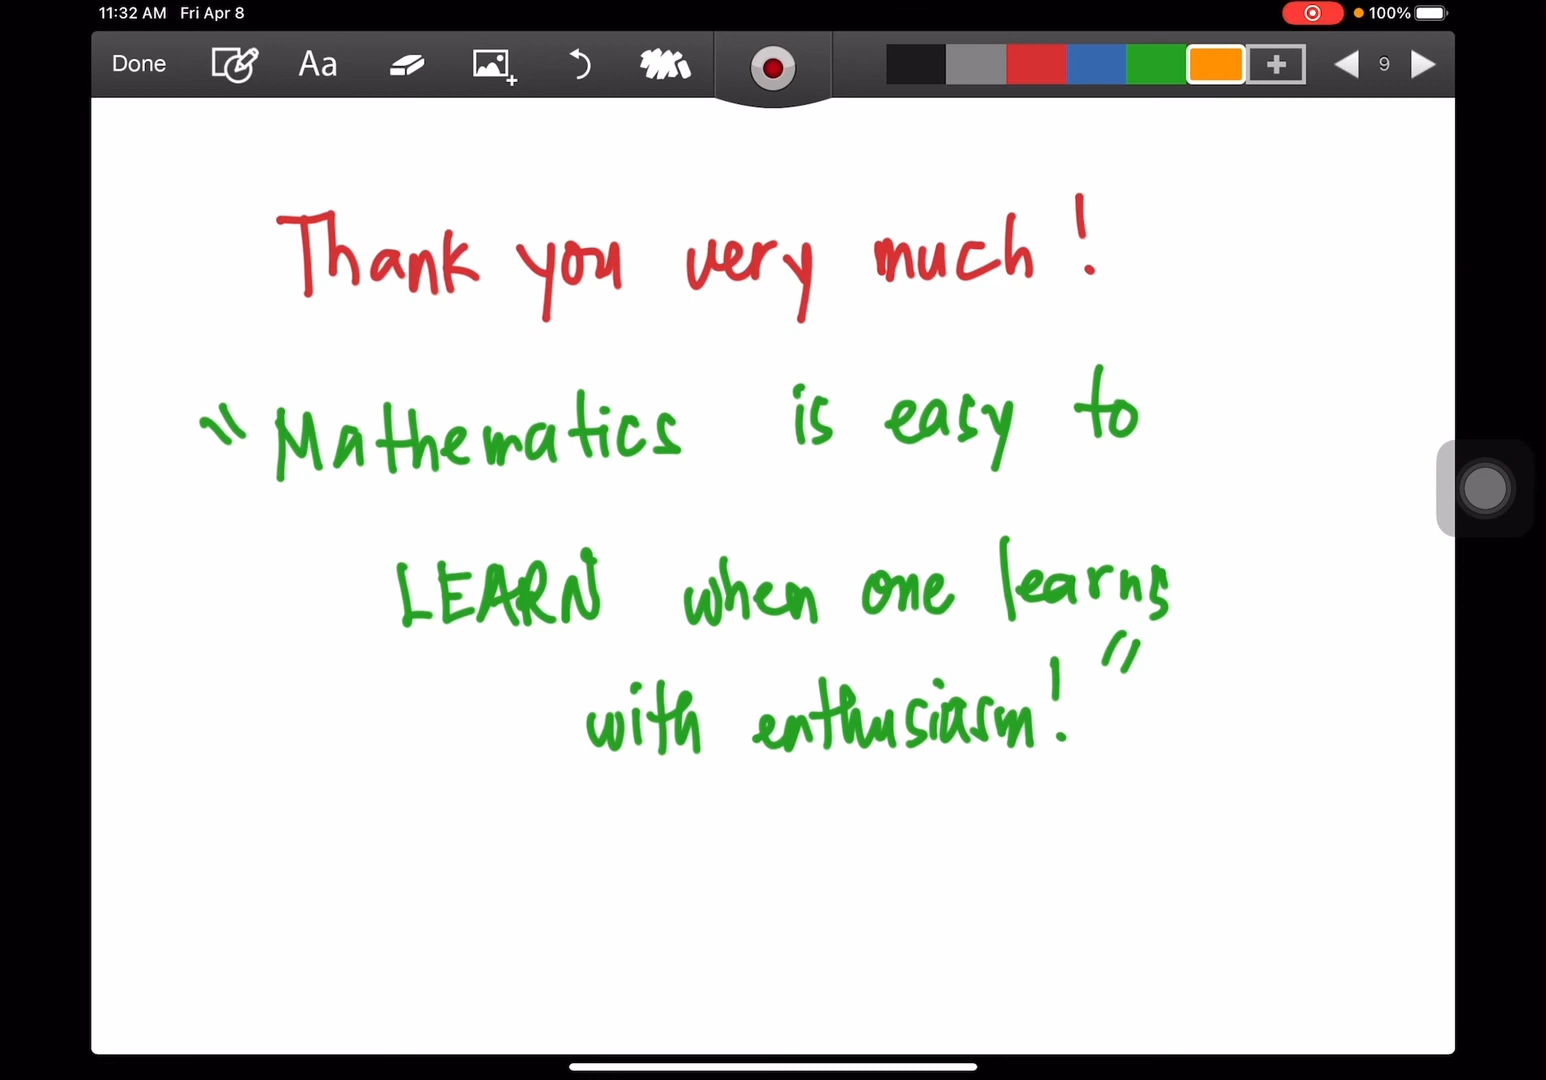 11:32 AM Fri Apr 8 100%
Done Aa 9
Thank you very much!
"Mathematics is easy to
LEARN when one learns
with enthusiasm!"